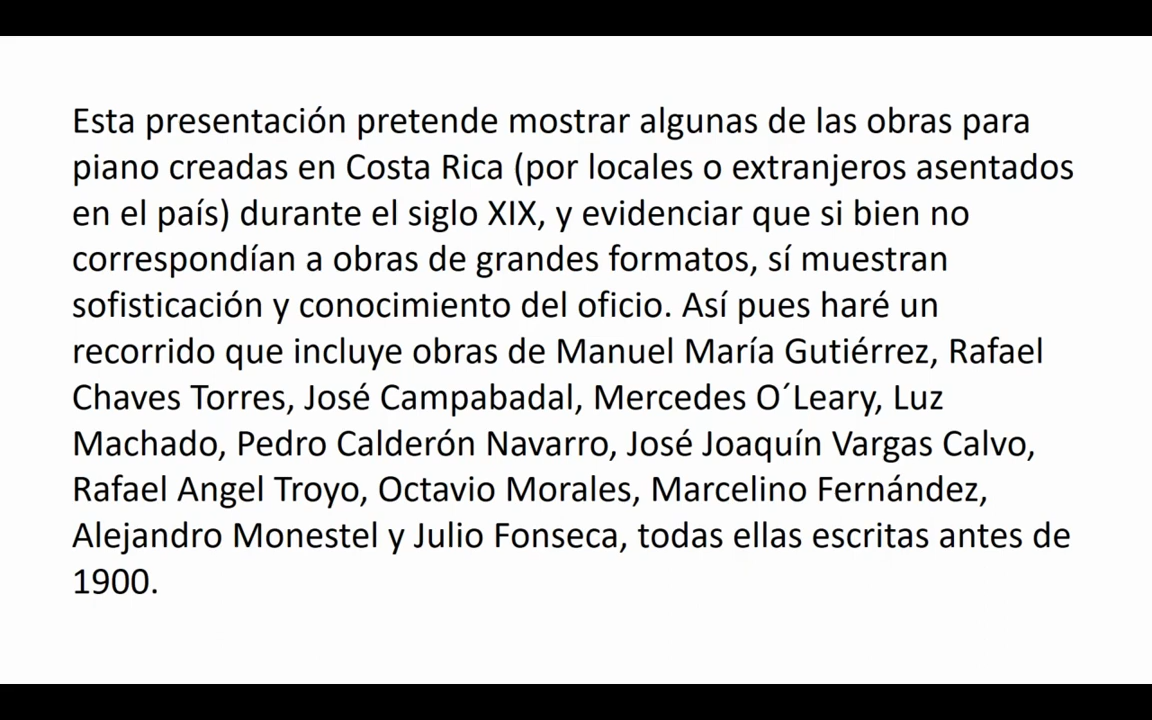 Esta presentación pretende mostrar algunas de las obras para
piano creadas en Costa Rica (por locales o extranjeros asentados
en el país) durante el siglo XIX, y evidenciar que si bien no
correspondían a obras de grandes formatos, sí muestran
sofisticación y conocimiento del oficio. Así pues haré un
recorrido que incluye obras de Manuel María Gutiérrez, Rafael
Chaves Torres, José Campabadal, Mercedes O´Leary, Luz
Machado, Pedro Calderón Navarro, José Joaquín Vargas Calvo,
Rafael Angel Troyo, Octavio Morales, Marcelino Fernández,
Alejandro Monestel y Julio Fonseca, todas ellas escritas antes de
1900.